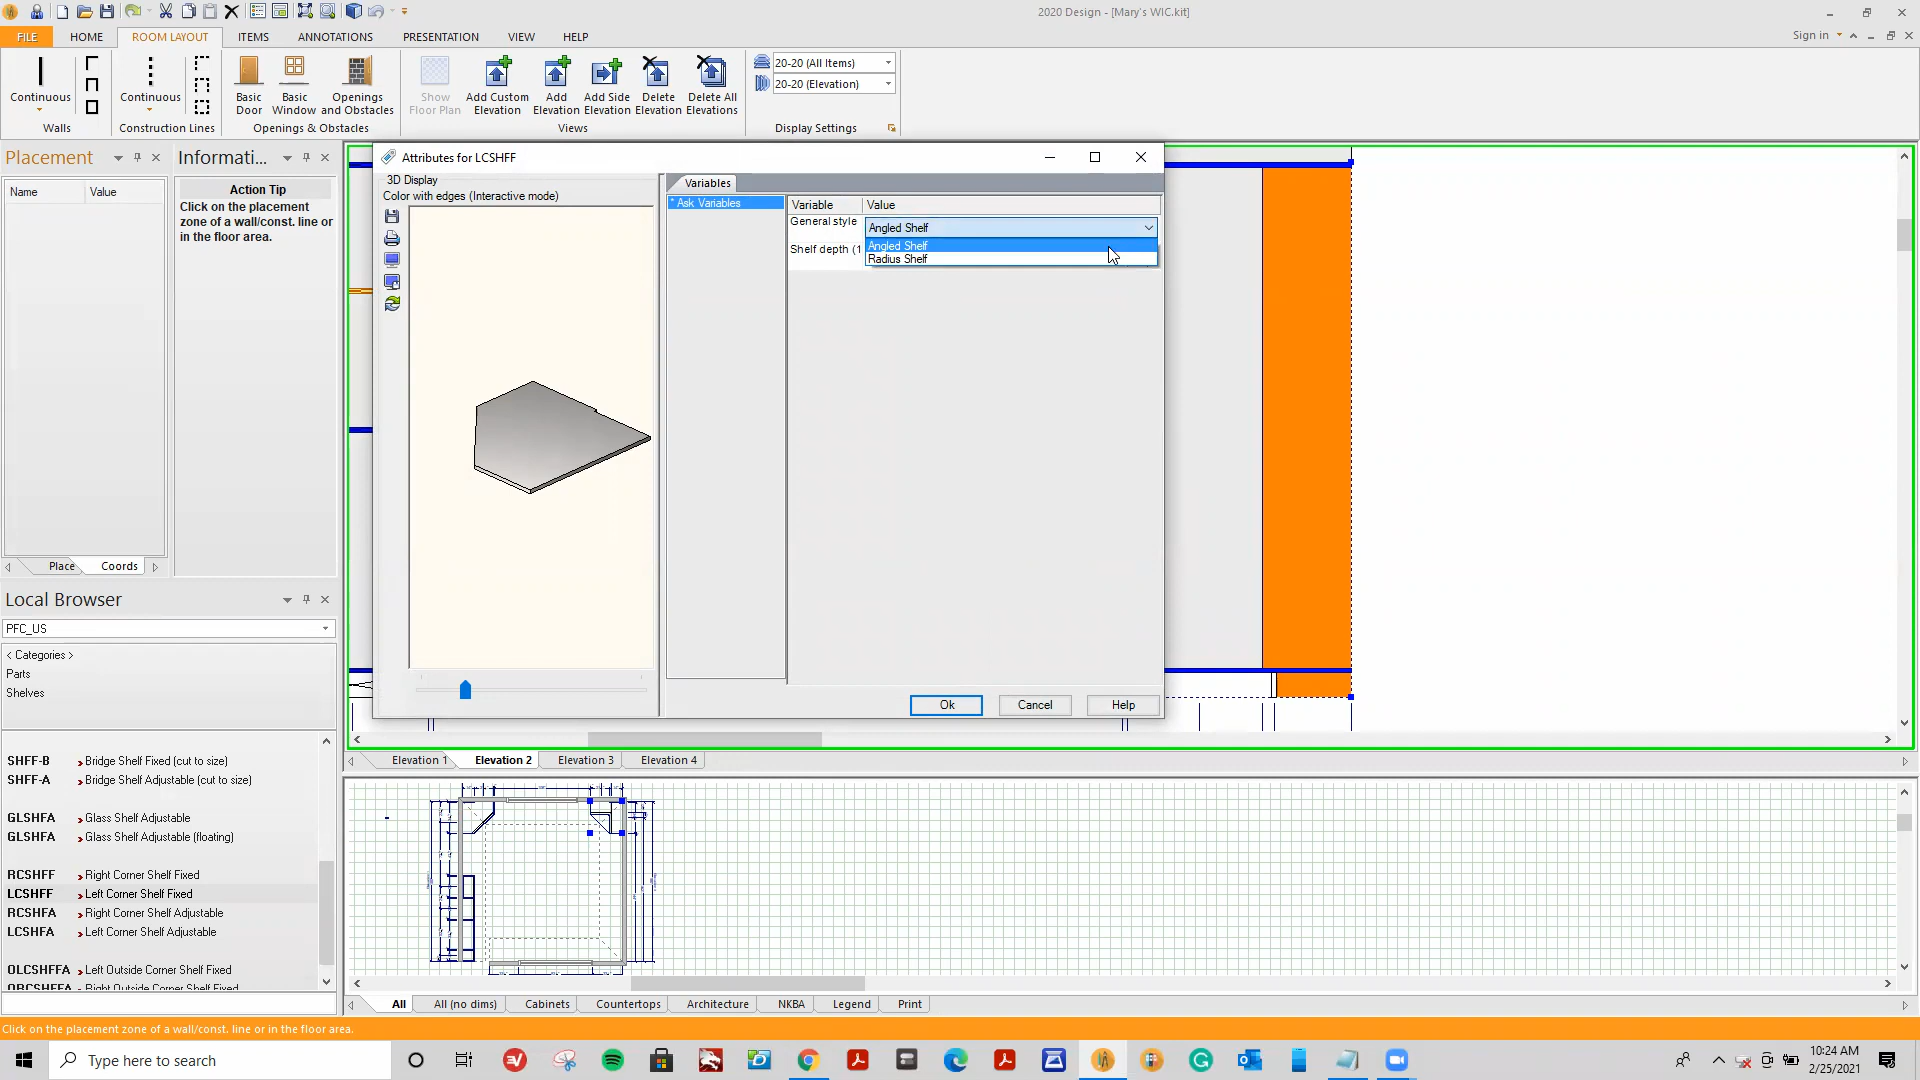 2020 Design - [Mary's WIC.kit]
FILE
HOME
ROOM LAYOUT
ITEMS
ANNOTATIONS
PRESENTATION
VIEW
HELP
Sign in
Continuous
Walls
Continuous
Construction Lines
Basic Door
Basic Window
Openings and Obstacles
Openings & Obstacles
Show Floor Plan
Add Custom Elevation
Add Elevation
Add Side Elevation
Delete Elevation
Delete All Elevations
Views
20-20 (All Items)
20-20 (Elevation)
Display Settings
Placement
Name
Value
Place
Coords
Informati...
Action Tip
Click on the placement
zone of a wall/const. line or
in the floor area.
Attributes for LCSHFF
3D Display
Color with edges (Interactive mode)
Variables
* Ask Variables
Variable
Value
General style
Angled Shelf
Angled Shelf
Shelf depth (1
Radius Shelf
Ok
Cancel
Help
Local Browser
PFC_US
< Categories >
Parts
Shelves
SHFF-B Bridge Shelf Fixed (cut to size)
SHFF-A Bridge Shelf Adjustable (cut to size)
GLSHFA Glass Shelf Adjustable
GLSHFA Glass Shelf Adjustable (floating)
RCSHFF Right Corner Shelf Fixed
LCSHFF Left Corner Shelf Fixed
RCSHFA Right Corner Shelf Adjustable
LCSHFA Left Corner Shelf Adjustable
OLCSHFFA Left Outside Corner Shelf Fixed
ORCSHFFA Right Outside Corner Shelf Fixed
Elevation 1
Elevation 2
Elevation 3
Elevation 4
All
All (no dims)
Cabinets
Countertops
Architecture
NKBA
Legend
Print
Click on the placement zone of a wall/const. line or in the floor area.
Type here to search
10:24 AM
2/25/2021